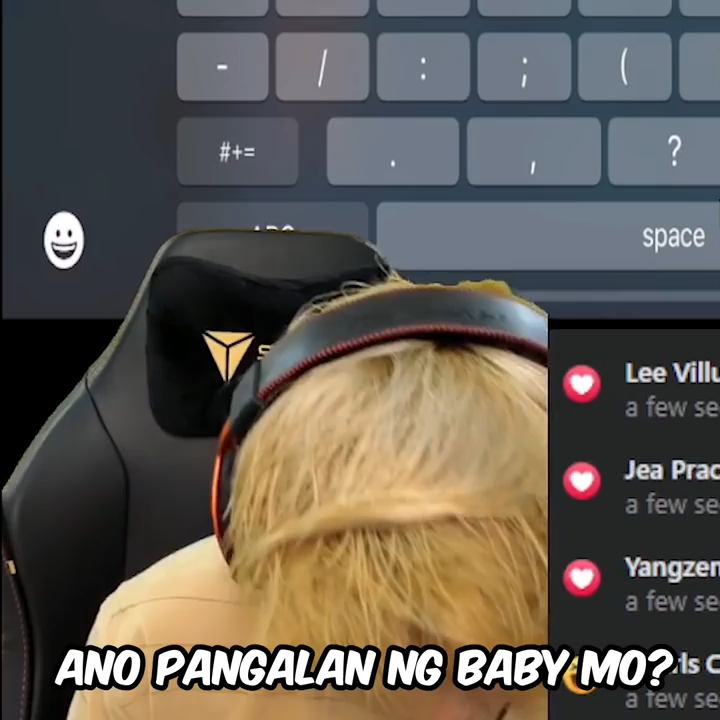 - / : ; (
#+= . , ?
space
Lee Villu
a few se
Jea Prac
a few se
Yangzen
a few se
a few se
ANO PANGALAN NG BABY MO?